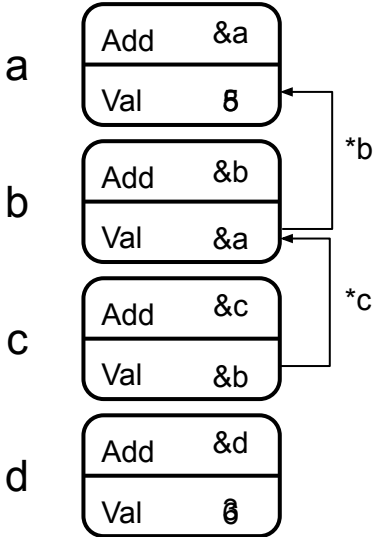 a
Add &a
Val
*b
b
Add &b
Val &a
*c
c
Add &c
Val &b
d
Add &d
Val